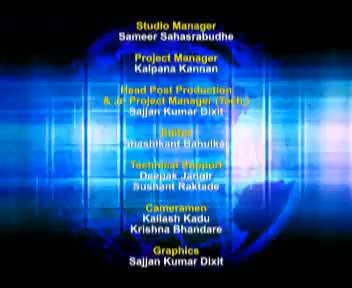 Studio Manager
Sameer Sahasrabudhe
Project Manager
Kalpana Kannan
Head Post Production
& Jr Project Manager (Tech.)
Sajjan Kumar Dixit
Editor
Bahulkar
Technical Support
Deepak Jangir
Sushant Raktade
Cameramen
Kailash Kadu
Krishna Bhandare
Graphics
Sajjan Kumar Dixit